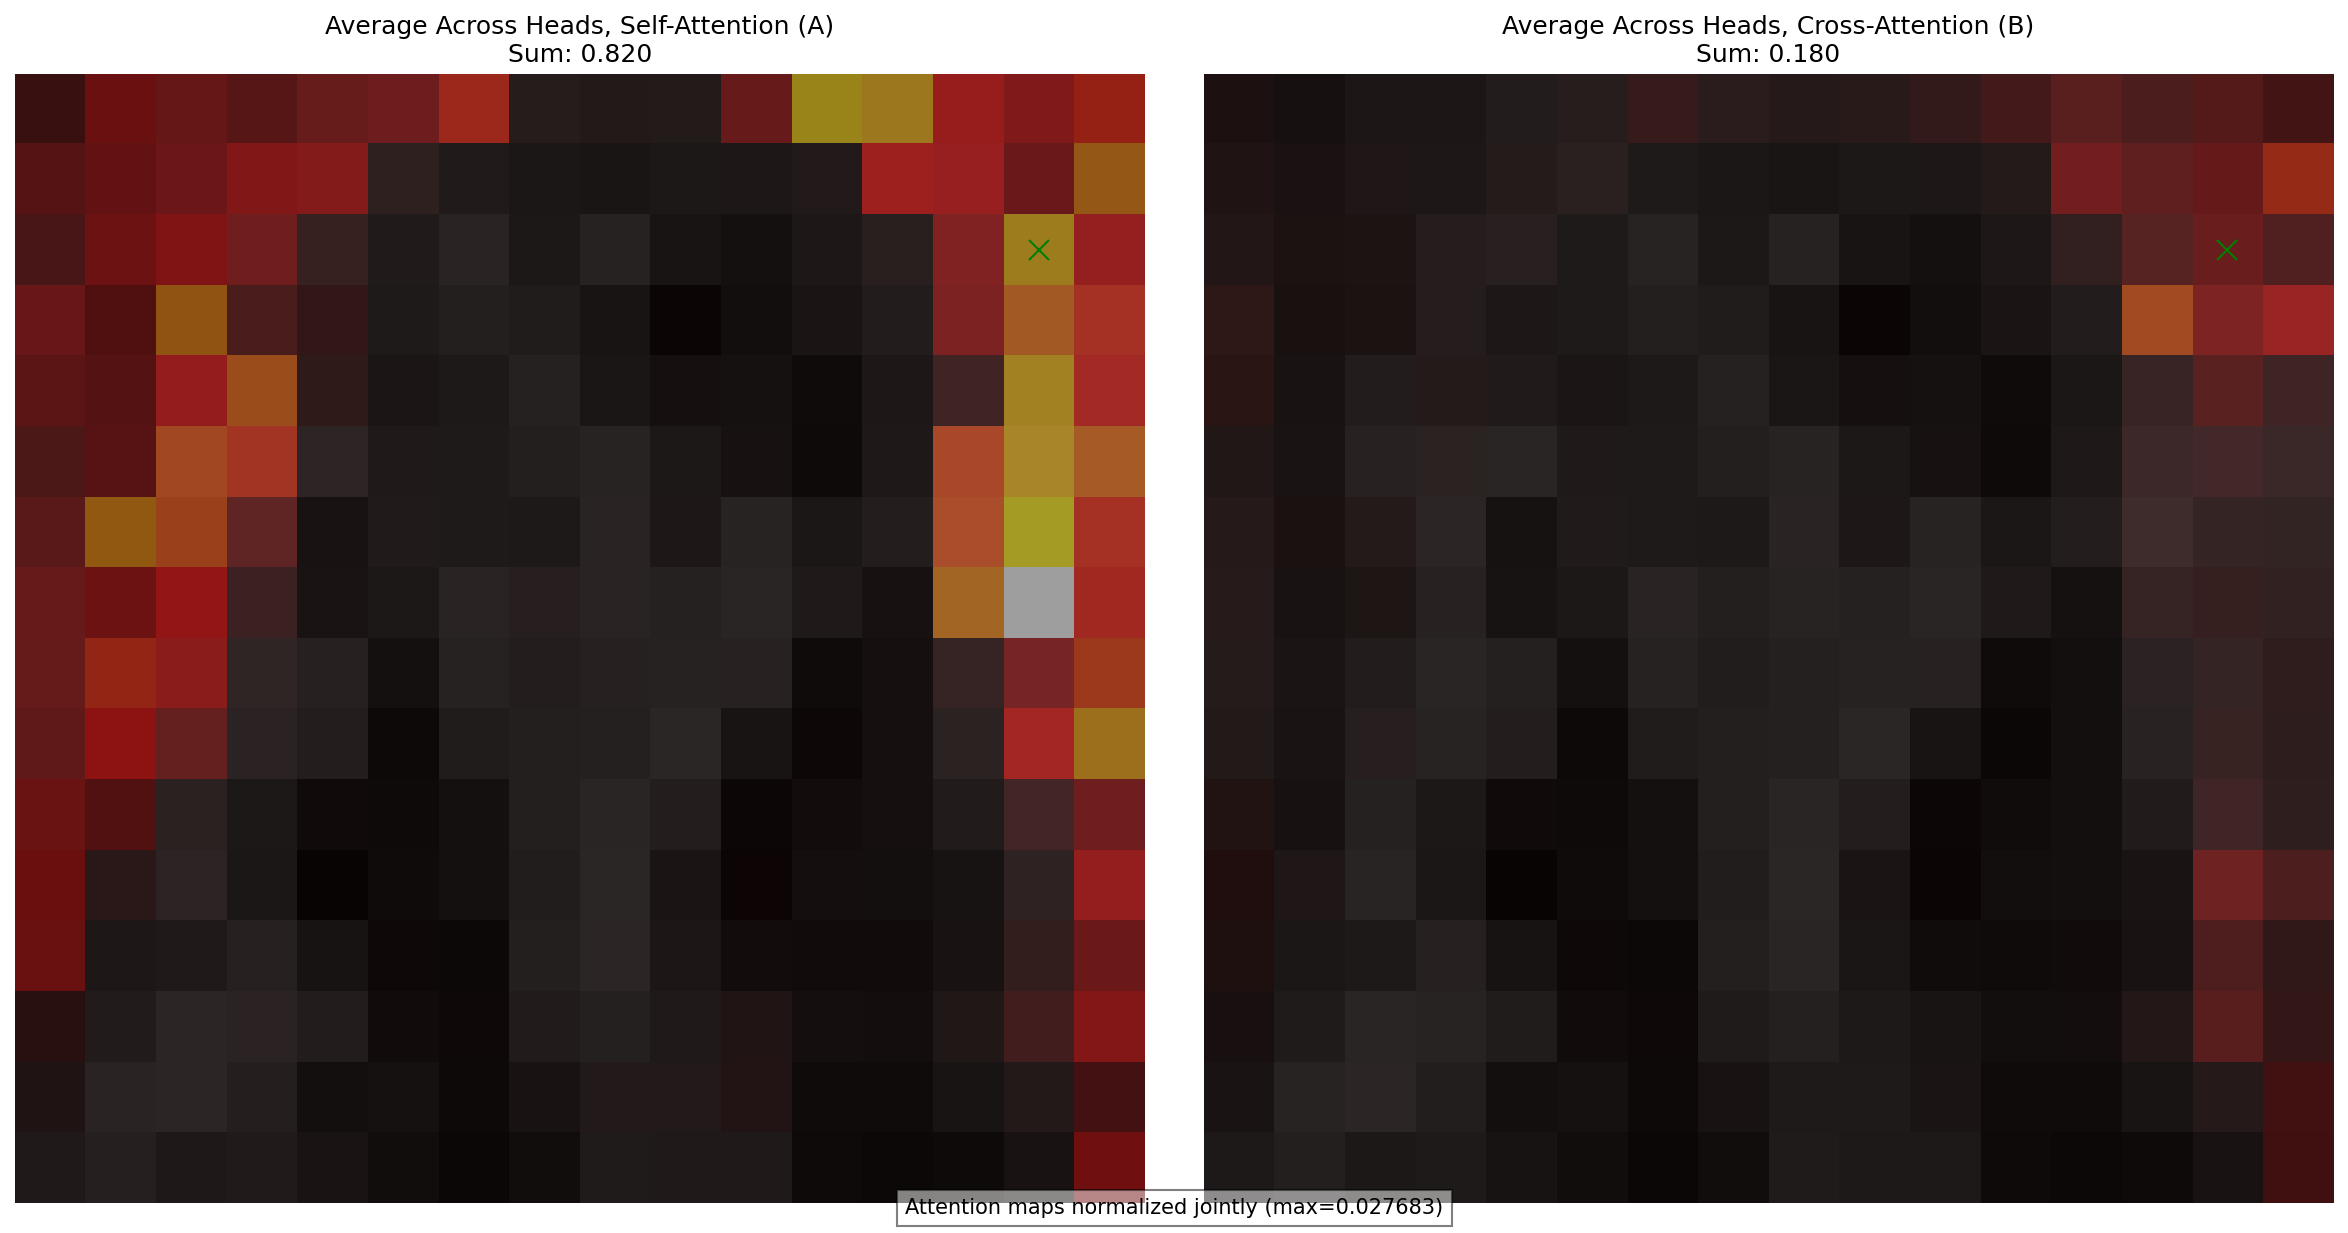 Average Across Heads, Self-Attention (A)
Sum: 0.820
Average Across Heads, Cross-Attention (B)
Sum: 0.180
Attention maps normalized jointly (max=0.027683)